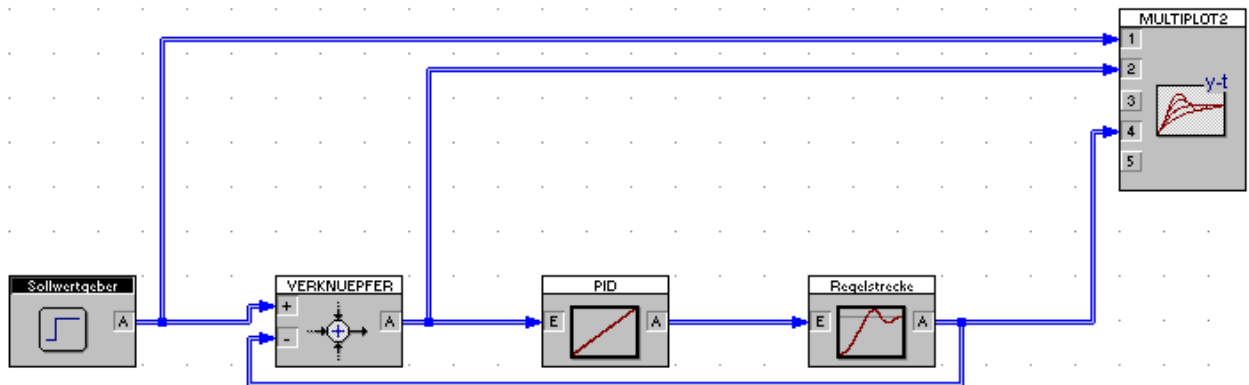 MULTIPLOT2
1
2
y-t
3
4
5
Sollwertgeber
A
VERKNUEPFER
+
-
A
PID
E
A
Regelstrecke
E
A